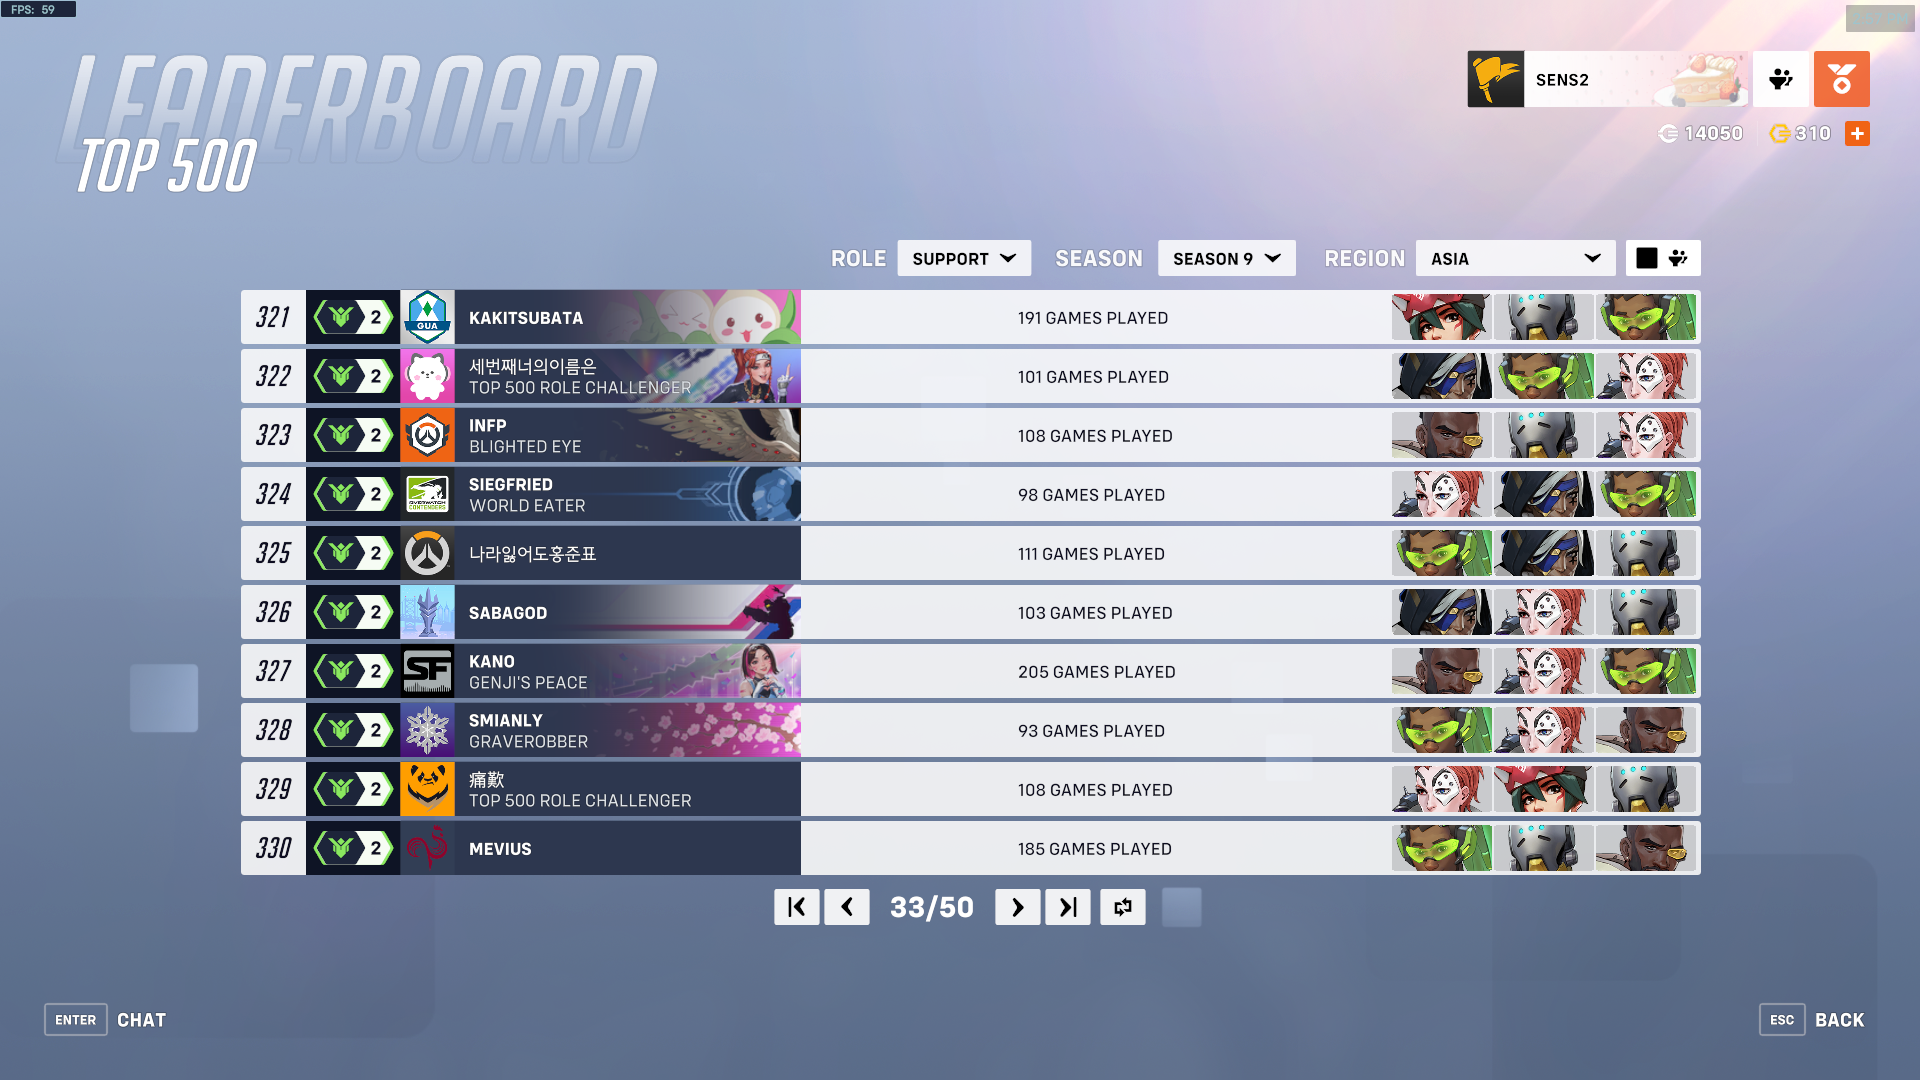 FPS: 59
LEADERBOARD
TOP 500
SENS2
14050
310
ROLE SUPPORT SEASON SEASON 9 REGION ASIA
321 2 GUA KAKITSUBATA 191 GAMES PLAYED
322 2 세번째너의이름은 101 GAMES PLAYED
TOP 500 ROLE CHALLENGER
323 2 INFP 108 GAMES PLAYED
BLIGHTED EYE
324 2 OVERWATCH CONTENDERS SIEGFRIED 98 GAMES PLAYED
WORLD EATER
325 2 나라잃어도홍준표 111 GAMES PLAYED
326 2 SABAGOD 103 GAMES PLAYED
327 2 SF KANO 205 GAMES PLAYED
GENJI'S PEACE
328 2 SMIANLY 93 GAMES PLAYED
GRAVEROBBER
329 2 痛歎 108 GAMES PLAYED
TOP 500 ROLE CHALLENGER
330 2 MEVIUS 185 GAMES PLAYED
33/50
ENTER CHAT
ESC BACK